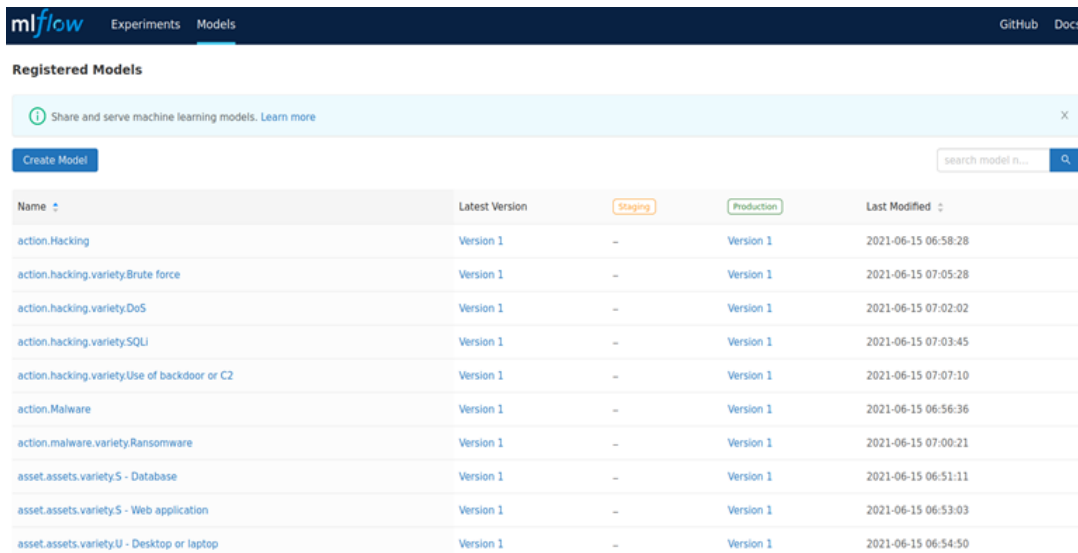 mlflow Experiments Models GitHub Docs
Registered Models
Share and serve machine learning models. Learn more X
Create Model search model n...
Name Latest Version Staging Production Last Modified
action.Hacking Version 1 – Version 1 2021-06-15 06:58:28
action.hacking.variety.Brute force Version 1 – Version 1 2021-06-15 07:05:28
action.hacking.variety.DoS Version 1 – Version 1 2021-06-15 07:02:02
action.hacking.variety.SQLi Version 1 – Version 1 2021-06-15 07:03:45
action.hacking.variety.Use of backdoor or C2 Version 1 – Version 1 2021-06-15 07:07:10
action.Malware Version 1 – Version 1 2021-06-15 06:56:36
action.malware.variety.Ransomware Version 1 – Version 1 2021-06-15 07:00:21
asset.assets.variety.S - Database Version 1 – Version 1 2021-06-15 06:51:11
asset.assets.variety.S - Web application Version 1 – Version 1 2021-06-15 06:53:03
asset.assets.variety.U - Desktop or laptop Version 1 – Version 1 2021-06-15 06:54:50